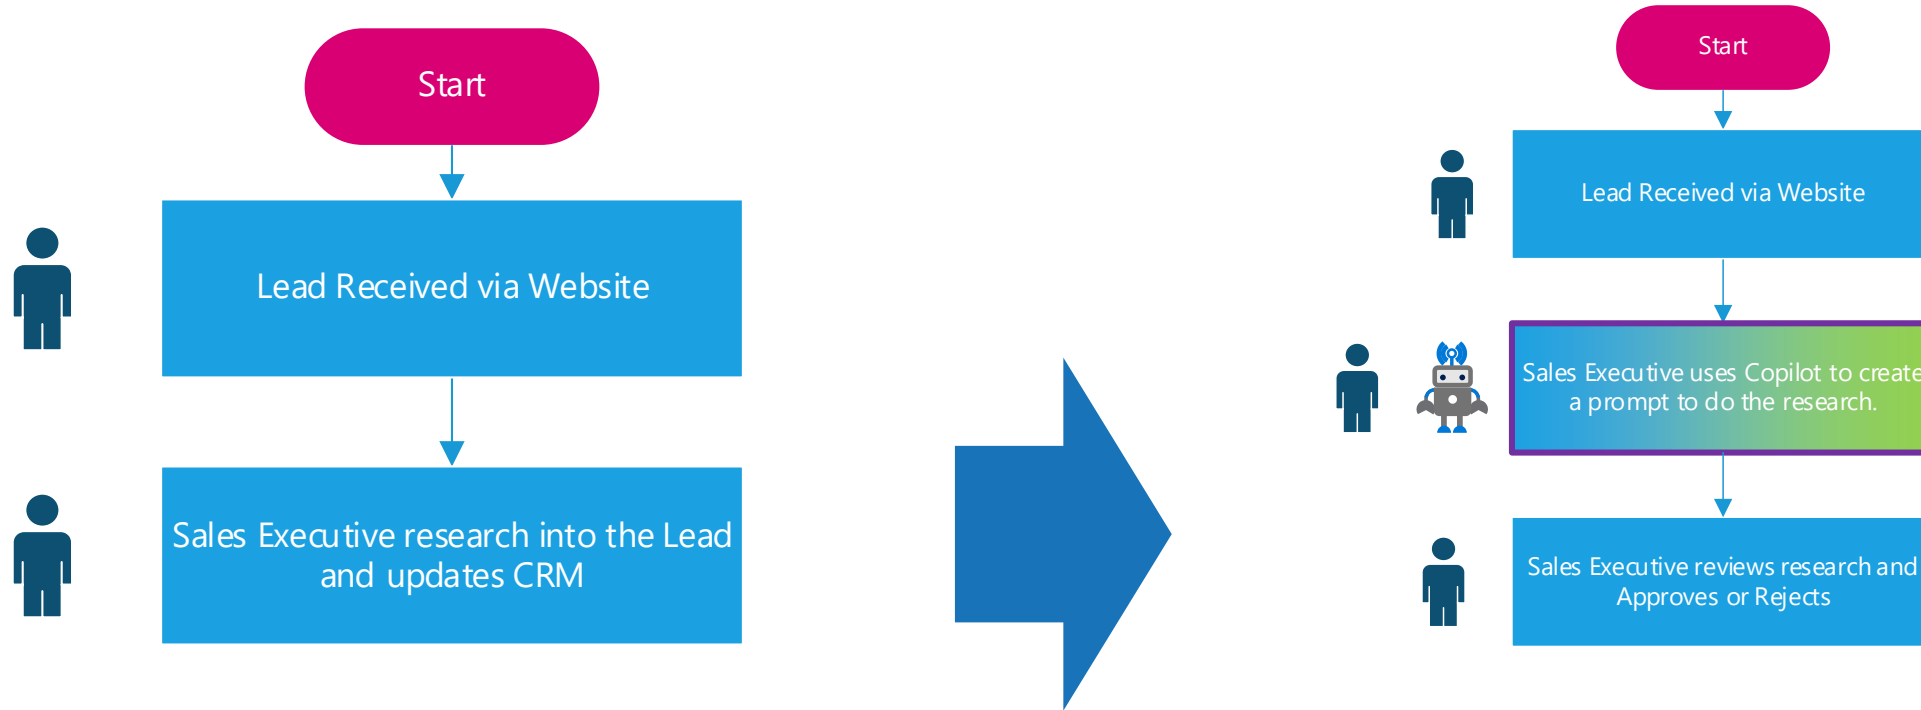 Start
Lead Received via Website
Sales Executive research into the Lead
and updates CRM
Start
Lead Received via Website
Sales Executive uses Copilot to create
a prompt to do the research.
Sales Executive reviews research and
Approves or Rejects